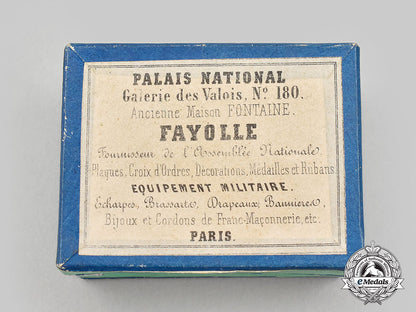 PALAIS NATIONAL
Galerie des Valois, Nº 180.
Ancienne Maison FONTAINE.
FAYOLLE
Fournisseur de l'Assemblée Nationale
Plaques, Croix d'Ordres, Décorations, Médailles et Rubans
EQUIPEMENT MILITAIRE.
Echarpes, Brassarts, Drapeaux, Bannières,
Bijoux et Cordons de Franc-Maçonnerie, etc.
PARIS.
eMedals